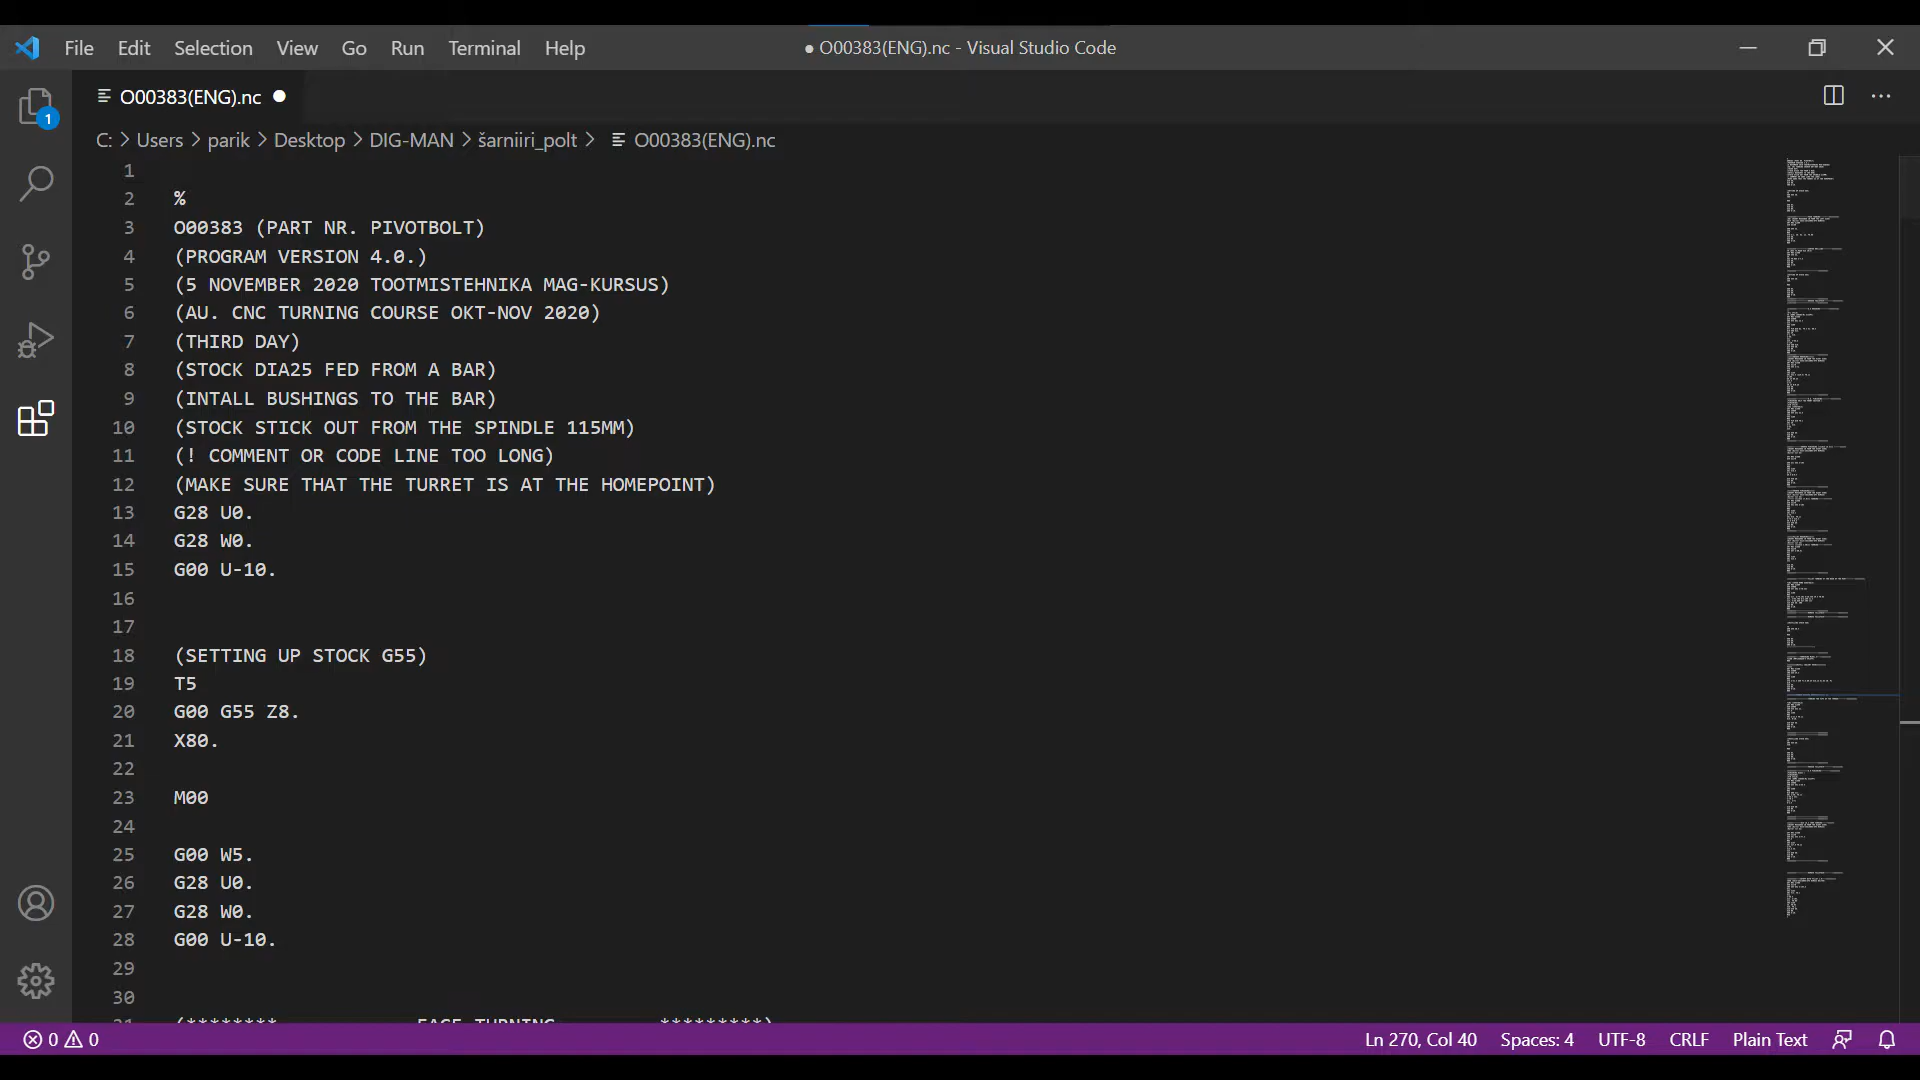 File Edit Selection View Go Run Terminal Help
● O00383(ENG).nc - Visual Studio Code
O00383(ENG).nc ●
C: > Users > parik > Desktop > DIG-MAN > šarniiri_polt > O00383(ENG).nc
1
1
2 %
3 O00383 (PART NR. PIVOTBOLT)
4 (PROGRAM VERSION 4.0.)
5 (5 NOVEMBER 2020 TOOTMISTEHNIKA MAG-KURSUS)
6 (AU. CNC TURNING COURSE OKT-NOV 2020)
7 (THIRD DAY)
8 (STOCK DIA25 FED FROM A BAR)
9 (INTALL BUSHINGS TO THE BAR)
10 (STOCK STICK OUT FROM THE SPINDLE 115MM)
11 (! COMMENT OR CODE LINE TOO LONG)
12 (MAKE SURE THAT THE TURRET IS AT THE HOMEPOINT)
13 G28 U0.
14 G28 W0.
15 G00 U-10.
16
17
18 (SETTING UP STOCK G55)
19 T5
20 G00 G55 Z8.
21 X80.
22
23 M00
24
25 G00 W5.
26 G28 U0.
27 G28 W0.
28 G00 U-10.
29
30
31 (******** FACE TURNING *********)
0 0
Ln 270, Col 40 Spaces: 4 UTF-8 CRLF Plain Text